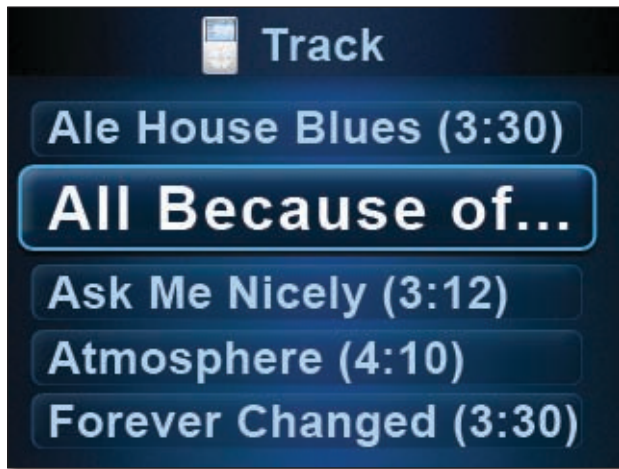 Track
Ale House Blues (3:30)
All Because of...
Ask Me Nicely (3:12)
Atmosphere (4:10)
Forever Changed (3:30)